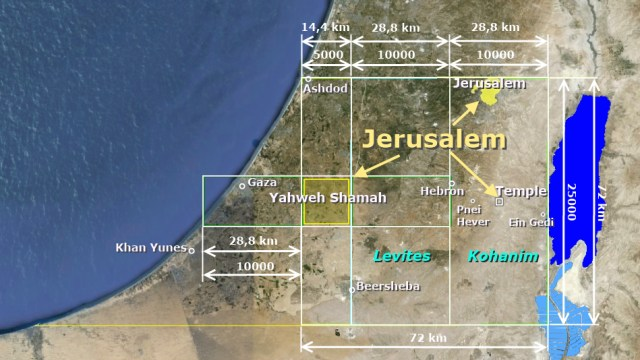 14,4 km
28,8 km
28,8 km
5000
10000
10000
Ashdod
Jerusalem
Jerusalem
Gaza
Yahweh Shamah
Hebron
Temple
Pnei
Hever
Ein Gedi
25000
72 km
Khan Yunes
28,8 km
10000
Levites
Kohanim
Beersheba
72 km